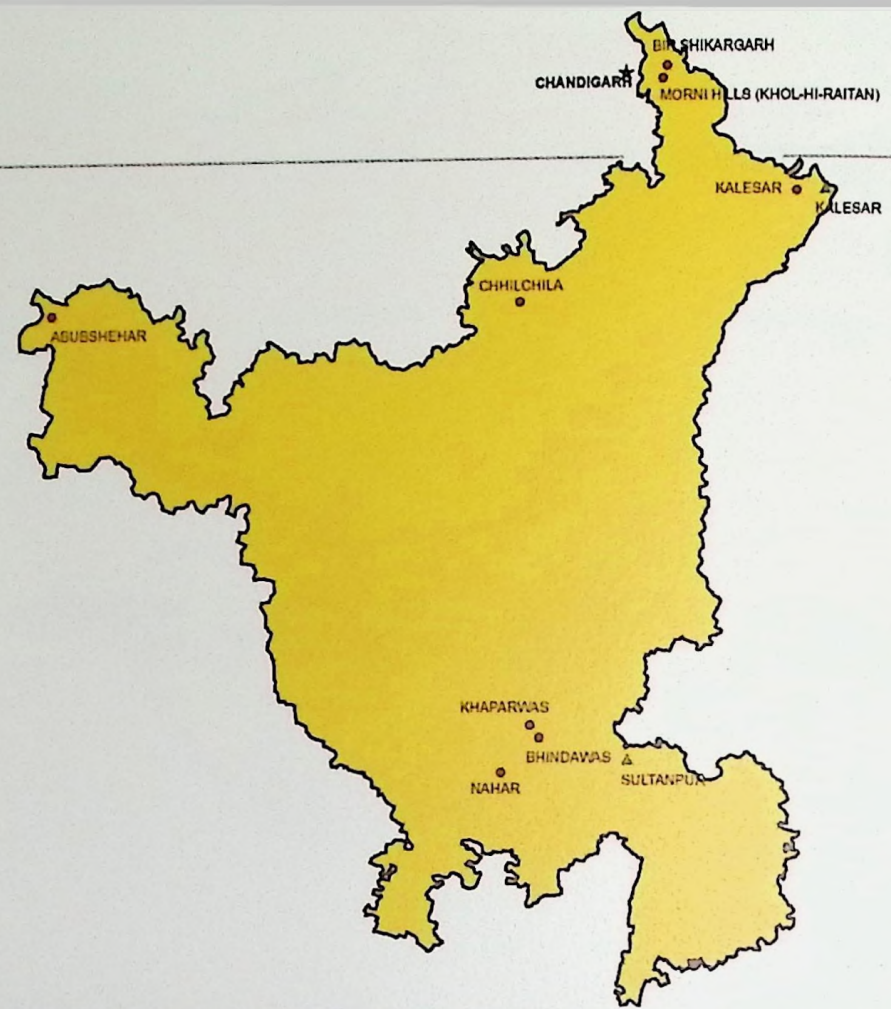 BIR SHIKARGARH
CHANDIGARH
MORNI HILLS (KHOL-HI-RAITAN)
KALESAR
KALESAR
CHHILCHILA
ABUBSHEHAR
KHAPARWAS
BHINDAWAS
SULTANPUR
NAHAR